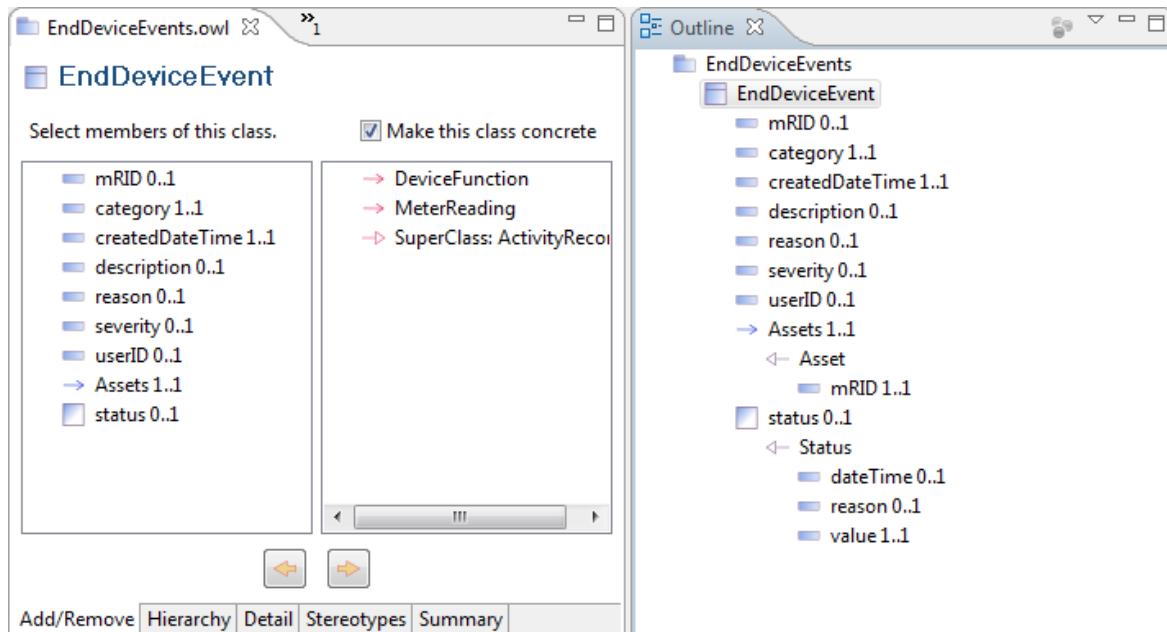 EndDeviceEvents.owl
»1
EndDeviceEvent
Select members of this class.
Make this class concrete
mRID 0..1
category 1..1
createdDateTime 1..1
description 0..1
reason 0..1
severity 0..1
userID 0..1
Assets 1..1
status 0..1
DeviceFunction
MeterReading
SuperClass: ActivityRecor
Add/Remove Hierarchy Detail Stereotypes Summary
Outline
EndDeviceEvents
EndDeviceEvent
mRID 0..1
category 1..1
createdDateTime 1..1
description 0..1
reason 0..1
severity 0..1
userID 0..1
Assets 1..1
Asset
mRID 1..1
status 0..1
Status
dateTime 0..1
reason 0..1
value 1..1